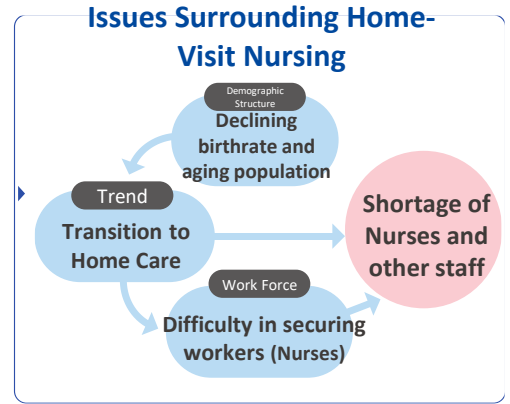 Issues Surrounding Home-
Visit Nursing
Demographic
Structure
Declining
birthrate and
aging population
Trend
Transition to
Home Care
Shortage of
Nurses and
other staff
Work Force
Difficulty in securing
workers (Nurses)